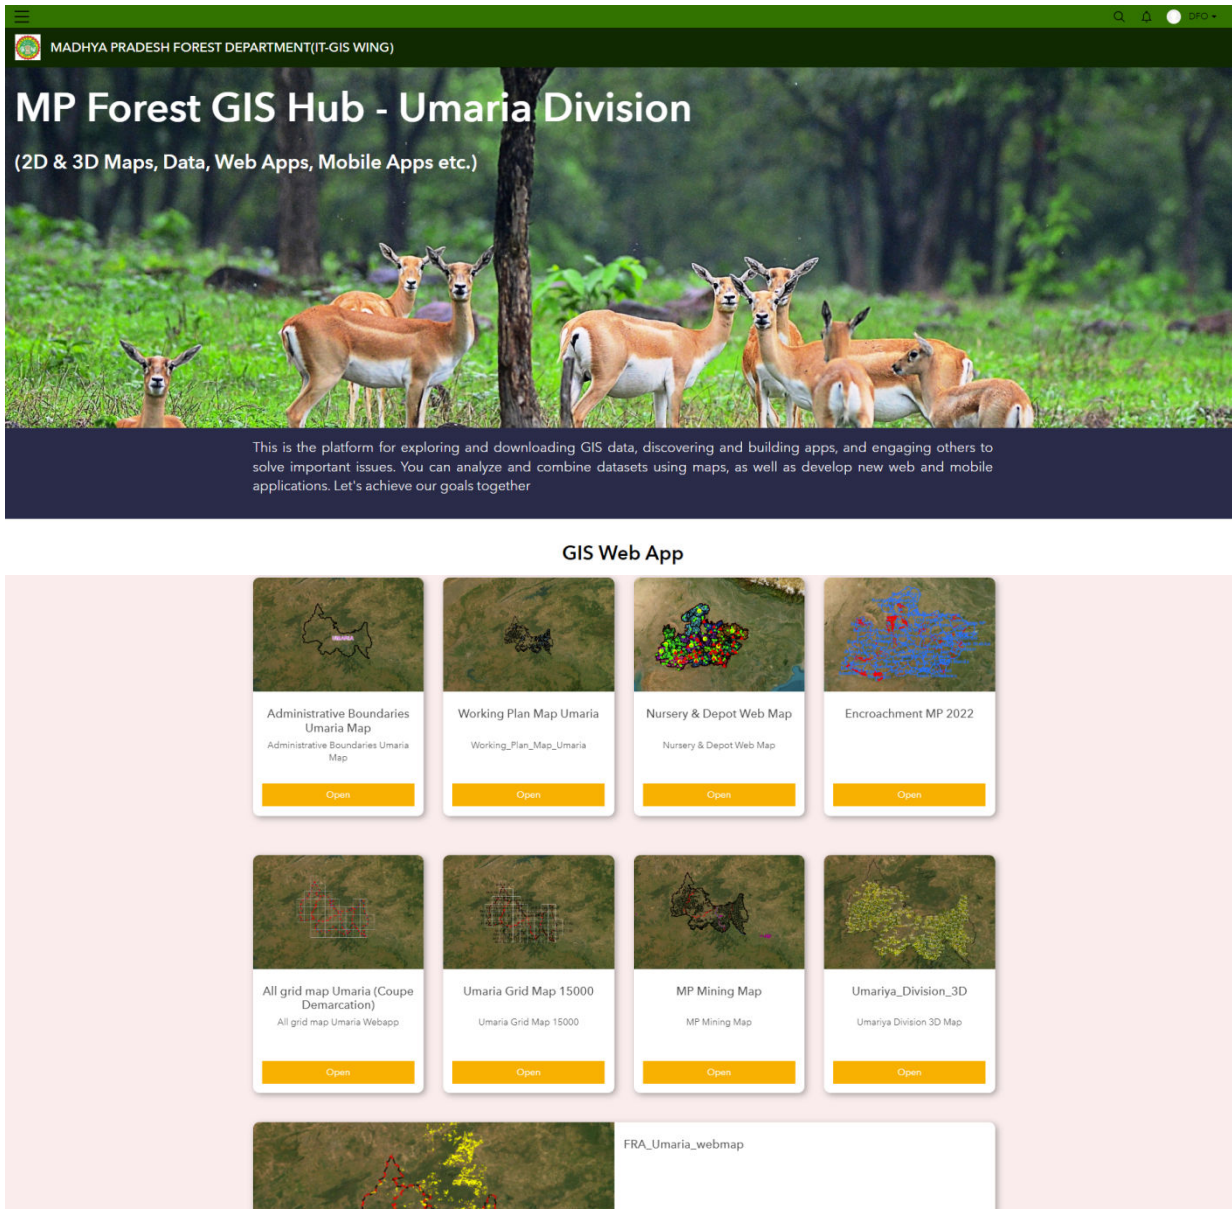 DFO
MADHYA PRADESH FOREST DEPARTMENT(IT-GIS WING)
MP Forest GIS Hub - Umaria Division
(2D & 3D Maps, Data, Web Apps, Mobile Apps etc.)
This is the platform for exploring and downloading GIS data, discovering and building apps, and engaging others to
solve important issues. You can analyze and combine datasets using maps, as well as develop new web and mobile
applications. Let's achieve our goals together
GIS Web App
UMARIA
Administrative Boundaries
Umaria Map
Administrative Boundaries Umaria
Map
Open
Working Plan Map Umaria
Working_Plan_Map_Umaria
Open
Nursery & Depot Web Map
Nursery & Depot Web Map
Open
Encroachment MP 2022
Open
All grid map Umaria (Coupe
Demarcation)
All grid map Umaria Webapp
Open
Umaria Grid Map 15000
Umaria Grid Map 15000
Open
MP Mining Map
MP Mining Map
Open
Umariya_Division_3D
Umariya Division 3D Map
Open
FRA_Umaria_webmap